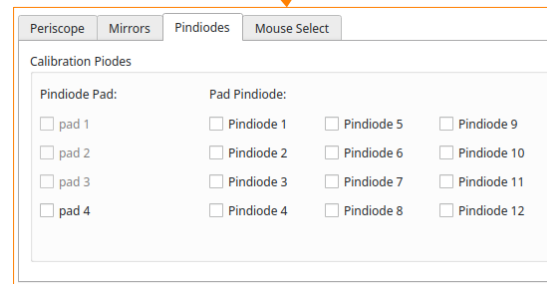 Periscope Mirrors Pindiodes Mouse Select
Calibration Piodes
Pindiode Pad: Pad Pindiode:
pad 1 Pindiode 1 Pindiode 5 Pindiode 9
pad 2 Pindiode 2 Pindiode 6 Pindiode 10
pad 3 Pindiode 3 Pindiode 7 Pindiode 11
pad 4 Pindiode 4 Pindiode 8 Pindiode 12